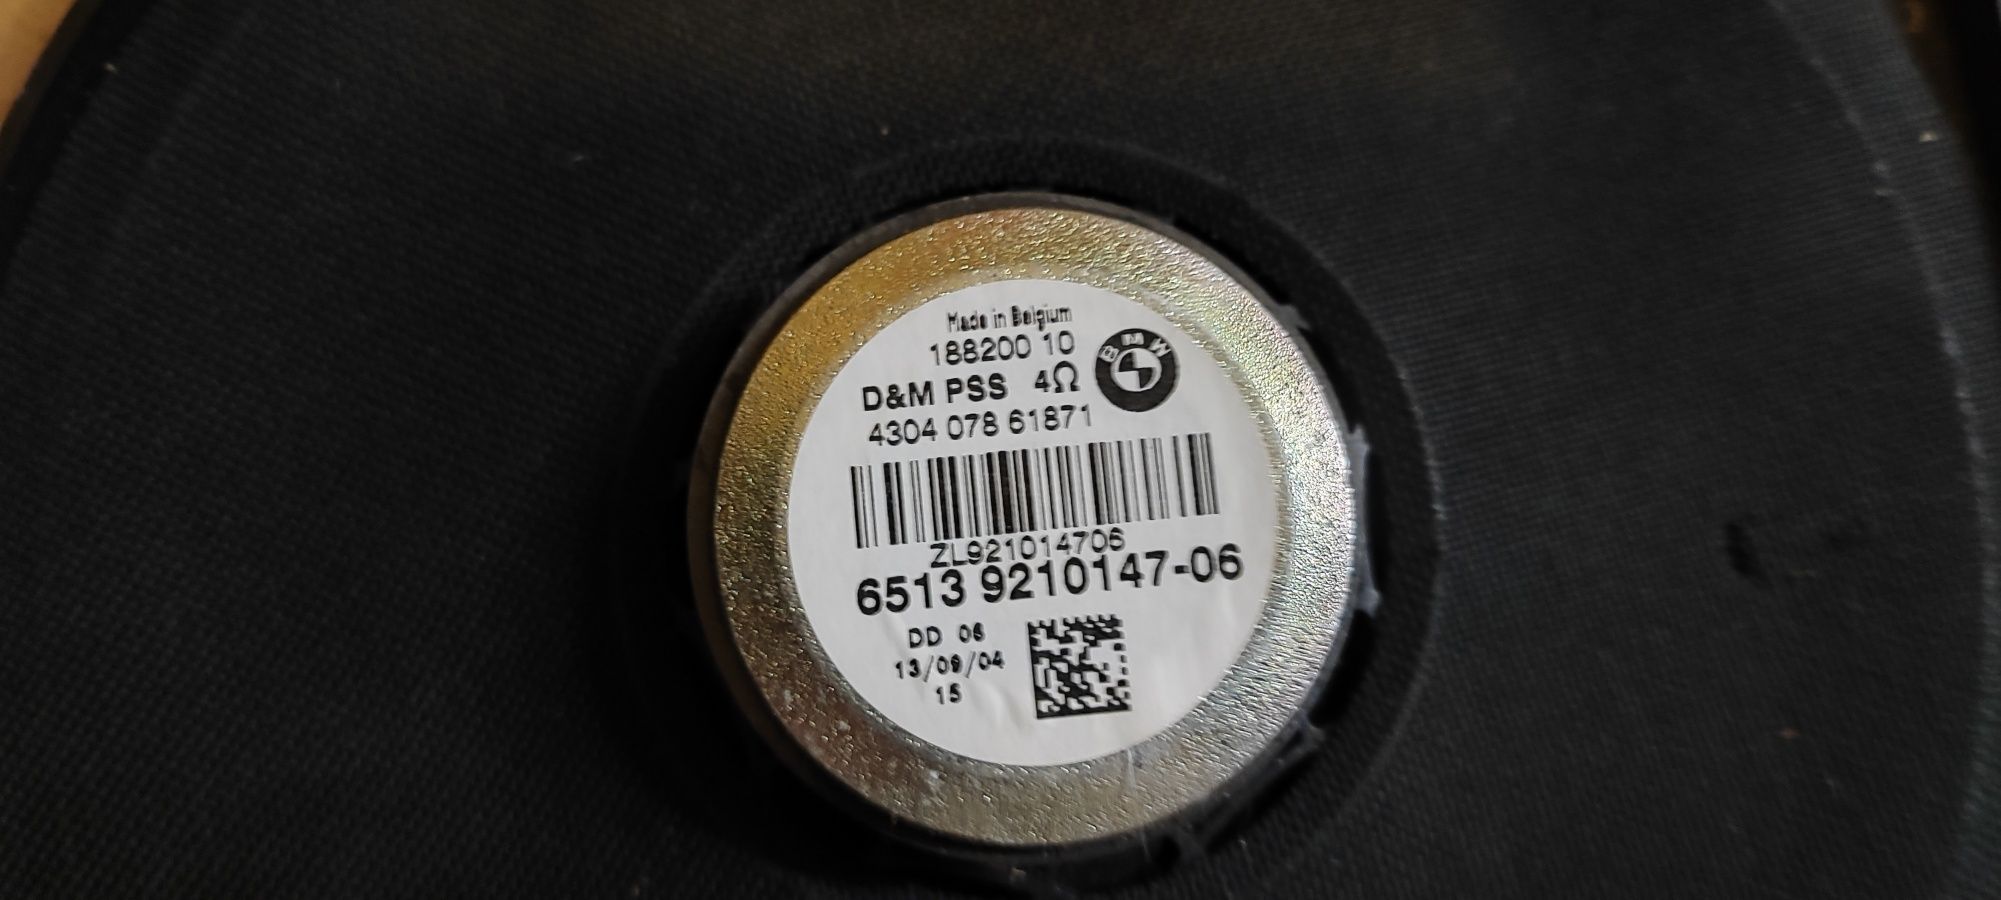 Made in Belgium
188200 10
BMW
D&M PSS 4Ω
4304 078 61871
ZL921014706
6513 9210147-06
DD 06
13/09/04
15